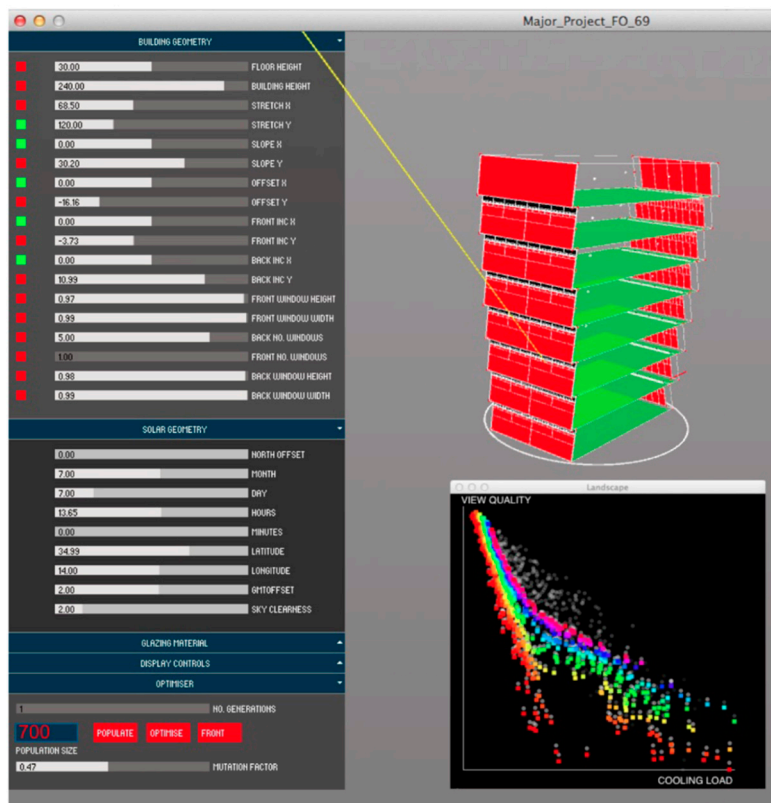 Major_Project_FO_69
BUILDING GEOMETRY
30.00 FLOOR HEIGHT
240.00 BUILDING HEIGHT
68.50 STRETCH X
120.00 STRETCH Y
0.00 SLOPE X
30.20 SLOPE Y
0.00 OFFSET X
-16.16 OFFSET Y
0.00 FRONT INC X
-3.73 FRONT INC Y
0.00 BACK INC X
10.99 BACK INC Y
0.97 FRONT WINDOW HEIGHT
0.99 FRONT WINDOW WIDTH
5.00 BACK NO. WINDOWS
1.00 FRONT NO. WINDOWS
0.98 BACK WINDOW HEIGHT
0.99 BACK WINDOW WIDTH
SOLAR GEOMETRY
0.00 NORTH OFFSET
7.00 MONTH
7.00 DAY
13.65 HOURS
0.00 MINUTES
34.99 LATITUDE
14.00 LONGITUDE
2.00 GMTOFFSET
2.00 SKY CLEARNESS
GLAZING MATERIAL
DISPLAY CONTROLS
OPTIMISER
1 NO. GENERATIONS
700 POPULATE OPTIMISE FRONT
POPULATION SIZE
0.47 MUTATION FACTOR
Landscape
VIEW QUALITY
COOLING LOAD